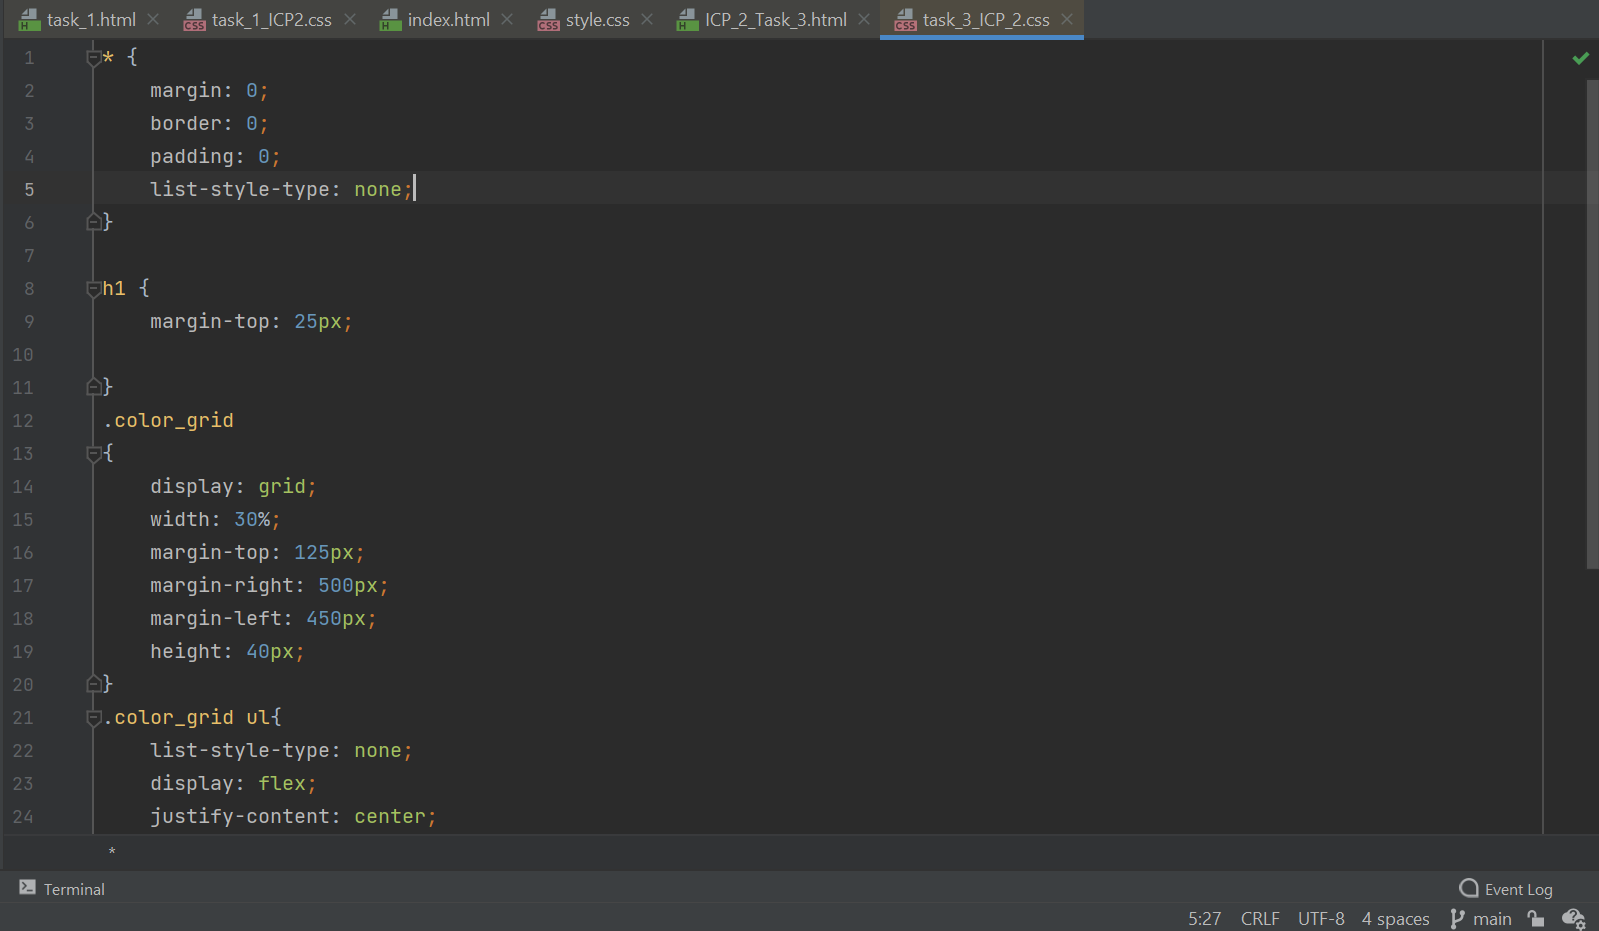 task_1.html task_1_ICP2.css index.html style.css ICP_2_Task_3.html task_3_ICP_2.css
1 * {
2     margin: 0;
3     border: 0;
4     padding: 0;
5     list-style-type: none;
6 }
7
8 h1 {
9     margin-top: 25px;
10
11 }
12 .color_grid
13 {
14     display: grid;
15     width: 30%;
16     margin-top: 125px;
17     margin-right: 500px;
18     margin-left: 450px;
19     height: 40px;
20 }
21 .color_grid ul{
22     list-style-type: none;
23     display: flex;
24     justify-content: center;
*
Terminal Event Log
5:27 CRLF UTF-8 4 spaces main